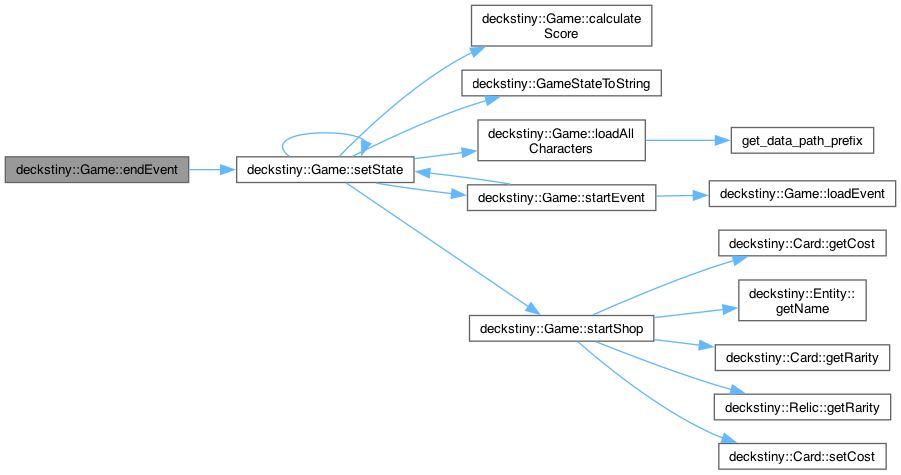 deckstiny::Game::endEvent
deckstiny::Game::setState
deckstiny::Game::calculate
Score
deckstiny::GameStateToString
deckstiny::Game::loadAll
Characters
get_data_path_prefix
deckstiny::Game::startEvent
deckstiny::Game::loadEvent
deckstiny::Game::startShop
deckstiny::Card::getCost
deckstiny::Entity::
getName
deckstiny::Card::getRarity
deckstiny::Relic::getRarity
deckstiny::Card::setCost